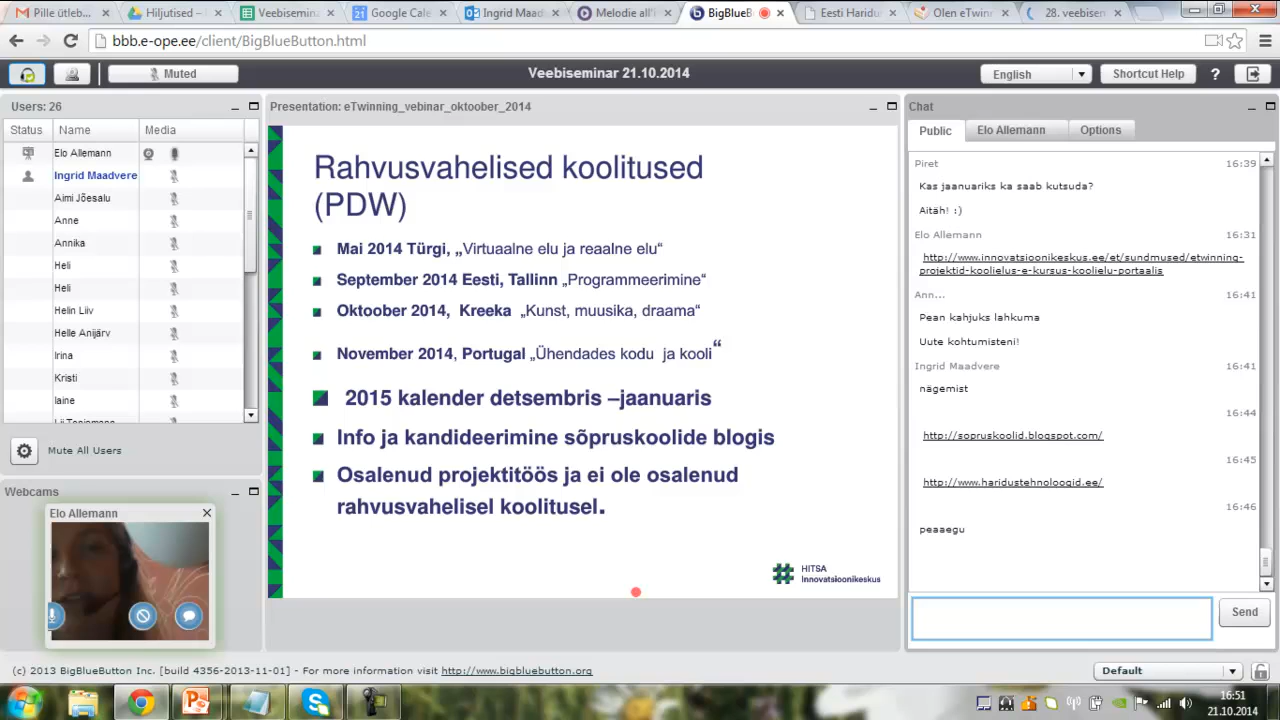 Pille ütleb
Hiljutised –
Veebisemina
Google Cale
Ingrid Maad
Melodie all'i
BigBlueB
Eesti Haridu
Olen eTwinn
28. veebisen
bbb.e-ope.ee/client/BigBlueButton.html
Muted
Veebiseminar 21.10.2014
English
Shortcut Help
?
Users: 26
Status Name Media
Elo Allemann
Ingrid Maadvere
Aimi Jõesalu
Anne
Annika
Heli
Heli
Helin Liiv
Helle Anijärv
Irina
Kristi
laine
Mute All Users
Webcams
Elo Allemann
Presentation: eTwinning_vebinar_oktoober_2014
Rahvusvahelised koolitused
(PDW)
Mai 2014 Türgi, „Virtuaalne elu ja reaalne elu“
September 2014 Eesti, Tallinn „Programmeerimine“
Oktoober 2014, Kreeka „Kunst, muusika, draama“
November 2014, Portugal „Ühendades kodu ja kooli“
2015 kalender detsembris –jaanuaris
Info ja kandideerimine sõpruskoolide blogis
Osalenud projektitöös ja ei ole osalenud
rahvusvahelisel koolitusel.
HITSA
Innovatsioonikeskus
Chat
Public Elo Allemann Options
Piret 16:39
Kas jaanuariks ka saab kutsuda?
Aitäh! :)
Elo Allemann 16:31
http://www.innovatsioonikeskus.ee/et/sundmused/etwinning-
projektid-koolielus-e-kursus-koolielu-portaalis
Ann... 16:41
Pean kahjuks lahkuma
Uute kohtumisteni!
Ingrid Maadvere 16:41
nägemist
16:44
http://sopruskoolid.blogspot.com/
16:45
http://www.haridustehnoloogid.ee/
16:46
peaaegu
Send
(c) 2013 BigBlueButton Inc. [build 4356-2013-11-01] - For more information visit http://www.bigbluebutton.org
Default
16:51
21.10.2014